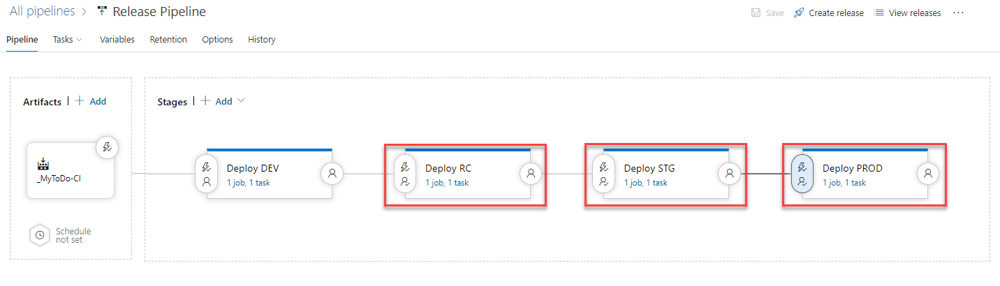 All pipelines > Release Pipeline
Save Create release View releases ...
Pipeline Tasks Variables Retention Options History
Artifacts | + Add
Stages | + Add
_MyToDo-CI
Schedule
not set
Deploy DEV
1 job, 1 task
Deploy RC
1 job, 1 task
Deploy STG
1 job, 1 task
Deploy PROD
1 job, 1 task